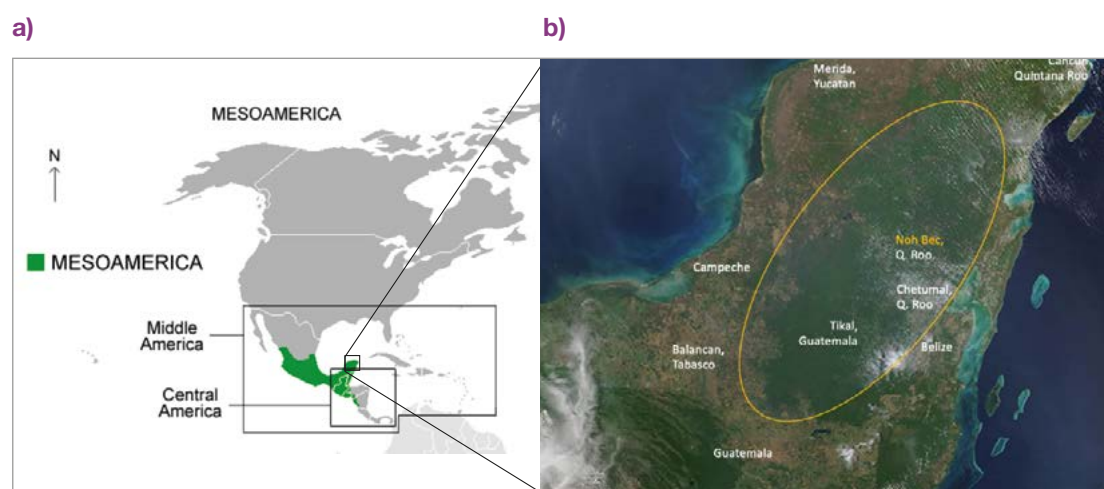 a)
b)
MESOAMERICA
N
MESOAMERICA
Middle
America
Central
America
Merida,
Yucatan
Cancun
Quintana Roo
Noh Bec,
Q. Roo
Campeche
Chetumal,
Q. Roo
Tikal,
Guatemala
Belize
Balancan,
Tabasco
Guatemala